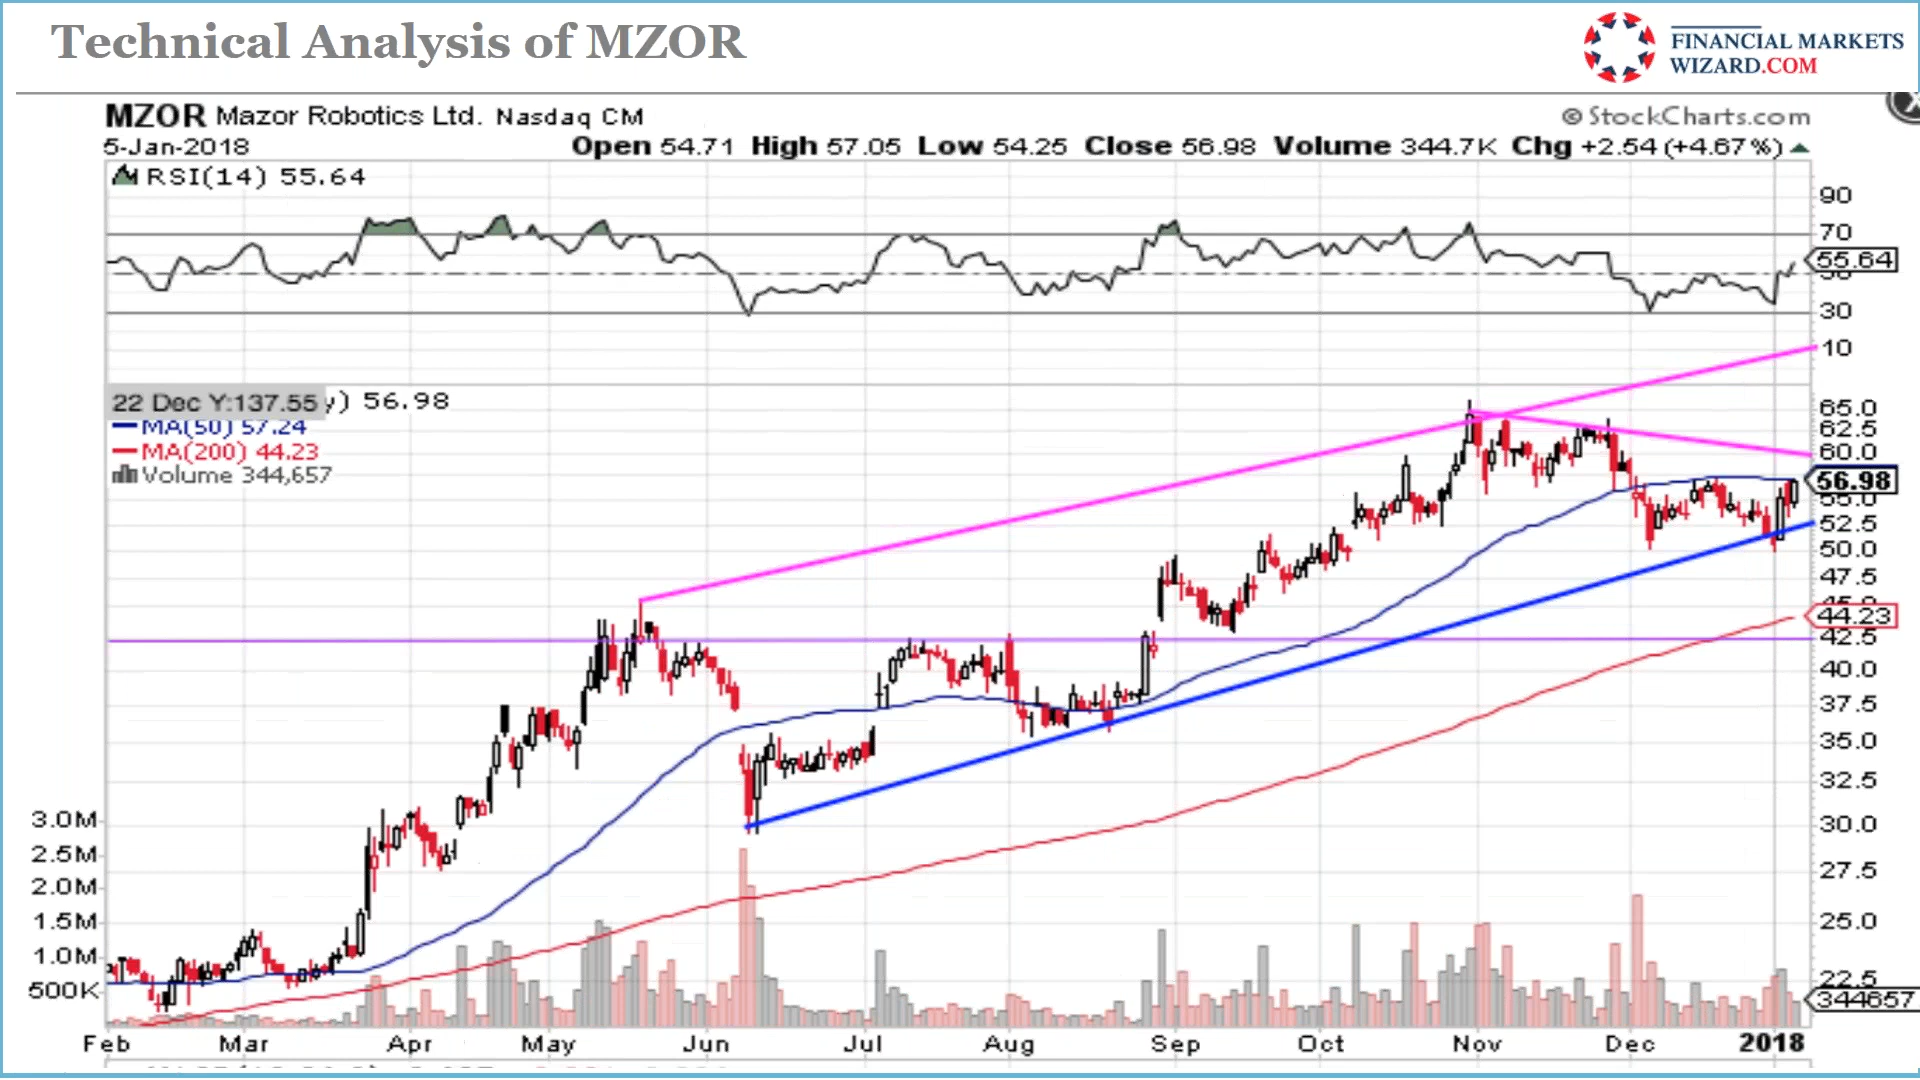 Technical Analysis of MZOR
FINANCIAL MARKETS
WIZARD.COM
MZOR Mazor Robotics Ltd. Nasdaq CM
© StockCharts.com
5-Jan-2018
Open 54.71 High 57.05 Low 54.25 Close 56.98 Volume 344.7K Chg +2.54 (+4.67%)
RSI(14) 55.64
90
70
55.64
50
30
10
22 Dec Y:137.55 y) 56.98
MA(50) 57.24
MA(200) 44.23
Volume 344,657
65.0
62.5
60.0
56.98
55.0
52.5
50.0
47.5
45.0
44.23
42.5
40.0
37.5
35.0
32.5
30.0
27.5
25.0
22.5
344657
3.0M
2.5M
2.0M
1.5M
1.0M
500K
Feb Mar Apr May Jun Jul Aug Sep Oct Nov Dec 2018